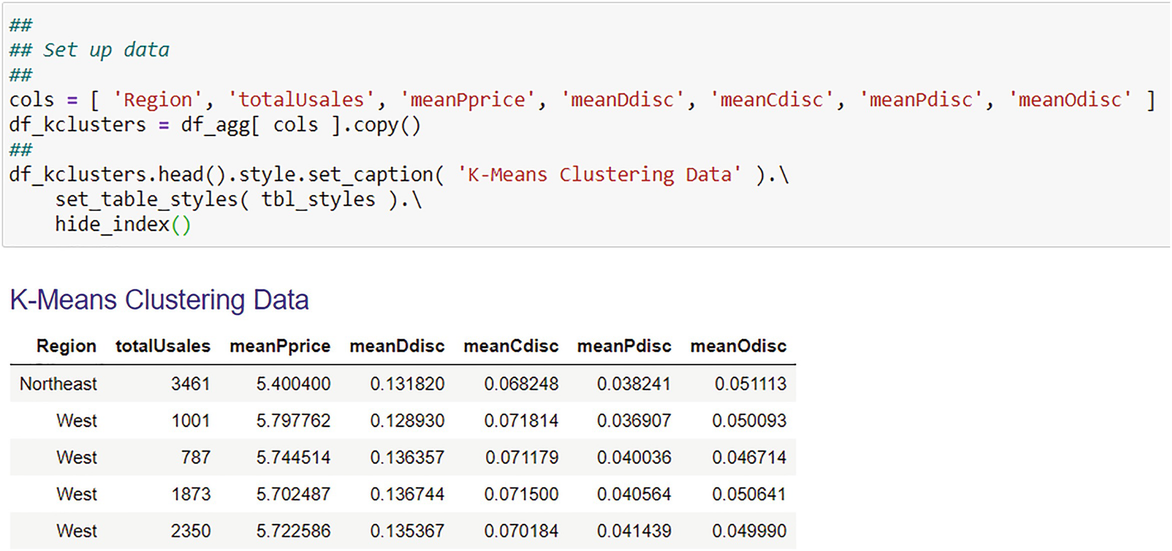 ##
## Set up data
##
cols = [ 'Region', 'totalUsales', 'meanPprice', 'meanDdisc', 'meanCdisc', 'meanPdisc', 'meanOdisc' ]
df_kclusters = df_agg[ cols ].copy()
##
df_kclusters.head().style.set_caption( 'K-Means Clustering Data' ).\
    set_table_styles( tbl_styles ).\
    hide_index()
K-Means Clustering Data
Region totalUsales meanPprice meanDdisc meanCdisc meanPdisc meanOdisc
Northeast 3461 5.400400 0.131820 0.068248 0.038241 0.051113
West 1001 5.797762 0.128930 0.071814 0.036907 0.050093
West 787 5.744514 0.136357 0.071179 0.040036 0.046714
West 1873 5.702487 0.136744 0.071500 0.040564 0.050641
West 2350 5.722586 0.135367 0.070184 0.041439 0.049990